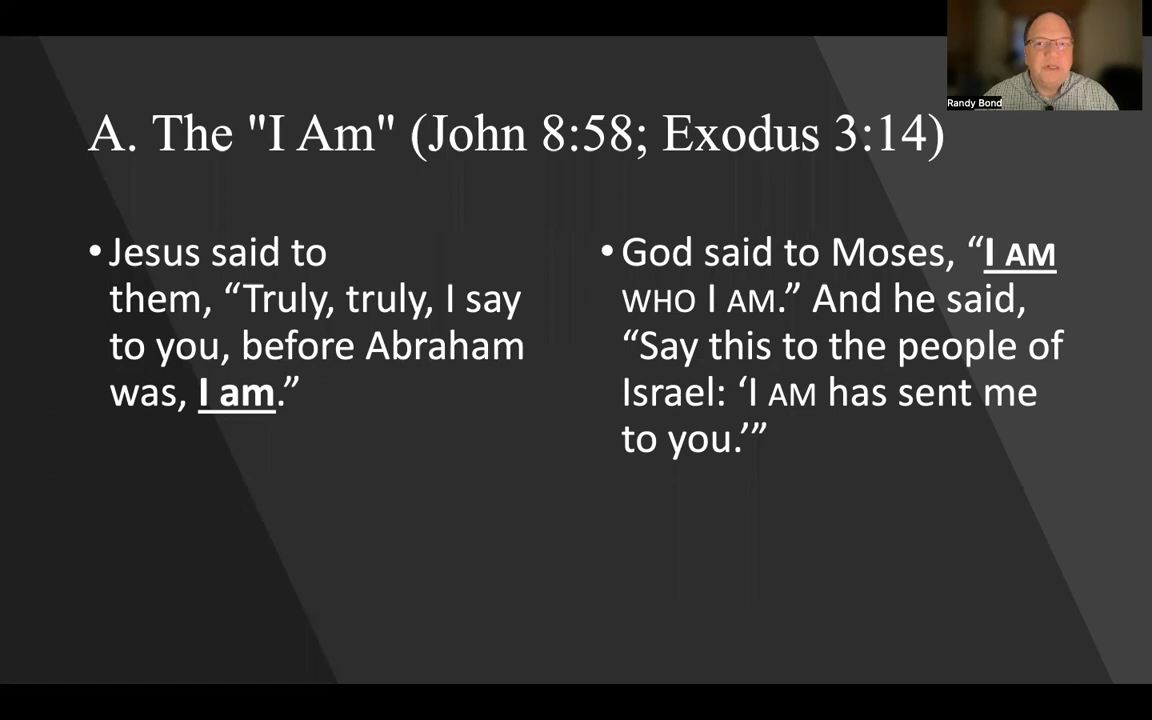 Randy Bond
A. The "I Am" (John 8:58; Exodus 3:14)
• Jesus said to
them, “Truly, truly, I say
to you, before Abraham
was, I am.”
• God said to Moses, “I AM
WHO I AM.” And he said,
“Say this to the people of
Israel: ‘I AM has sent me
to you.’”